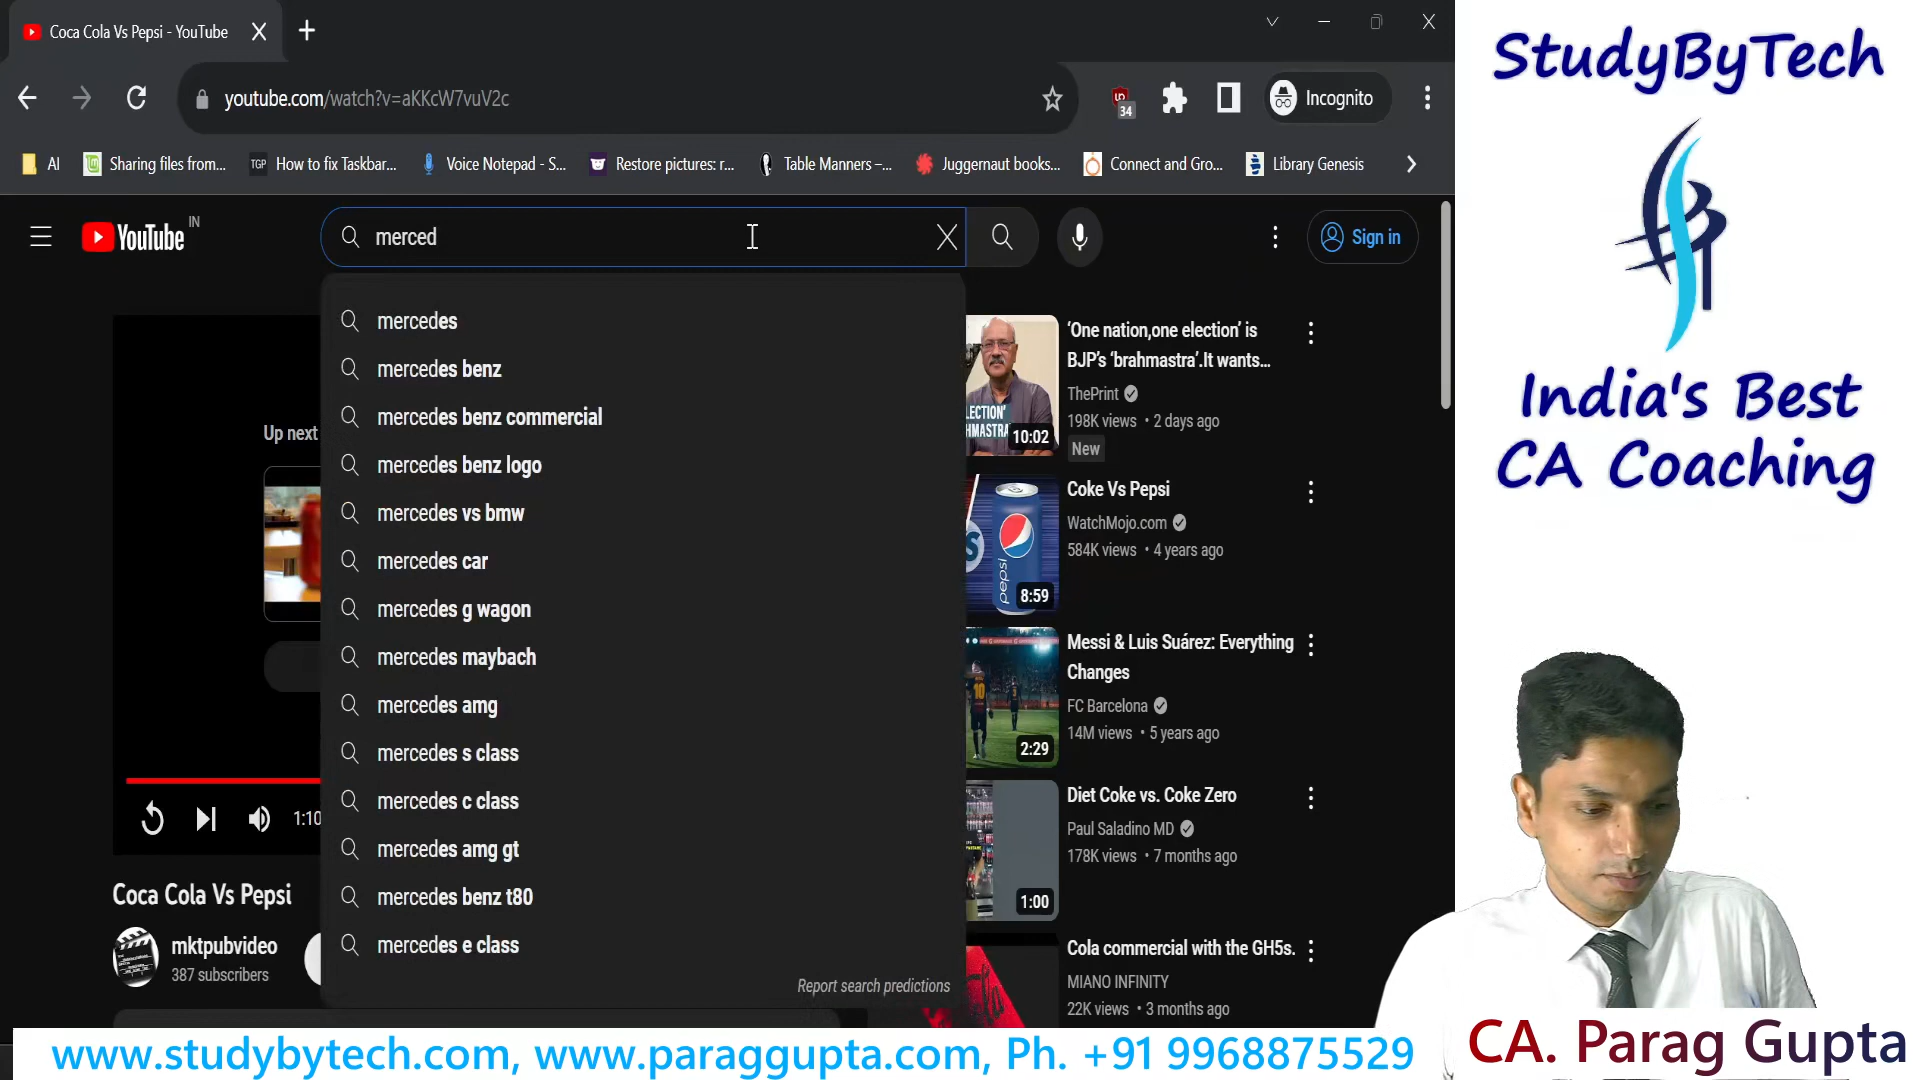 Coca Cola Vs Pepsi - YouTube
StudyByTech
youtube.com/watch?v=aKKcW7vuV2c
34
Incognito
AI
Sharing files from...
TGP
How to fix Taskbar...
Voice Notepad - S...
Restore pictures: r...
Table Manners –...
Juggernaut books...
Connect and Gro...
Library Genesis
YouTube IN
merced
Sign in
mercedes
mercedes benz
mercedes benz commercial
mercedes benz logo
mercedes vs bmw
mercedes car
mercedes g wagon
mercedes maybach
mercedes amg
mercedes s class
mercedes c class
mercedes amg gt
mercedes benz t80
mercedes e class
Report search predictions
Up next
1:10
Coca Cola Vs Pepsi
mktpubvideo
387 subscribers
LECTION'
HMASTRA
10:02
'One nation,one election' is
BJP's 'brahmastra'.It wants...
ThePrint
198K views • 2 days ago
New
pepsi
8:59
Coke Vs Pepsi
WatchMojo.com
584K views • 4 years ago
10
2:29
Messi & Luis Suárez: Everything
Changes
FC Barcelona
14M views • 5 years ago
1:00
Diet Coke vs. Coke Zero
Paul Saladino MD
178K views • 7 months ago
Cola commercial with the GH5s.
MIANO INFINITY
22K views • 3 months ago
India's Best
CA Coaching
www.studybytech.com, www.paraggupta.com, Ph. +91 9968875529
CA. Parag Gupta